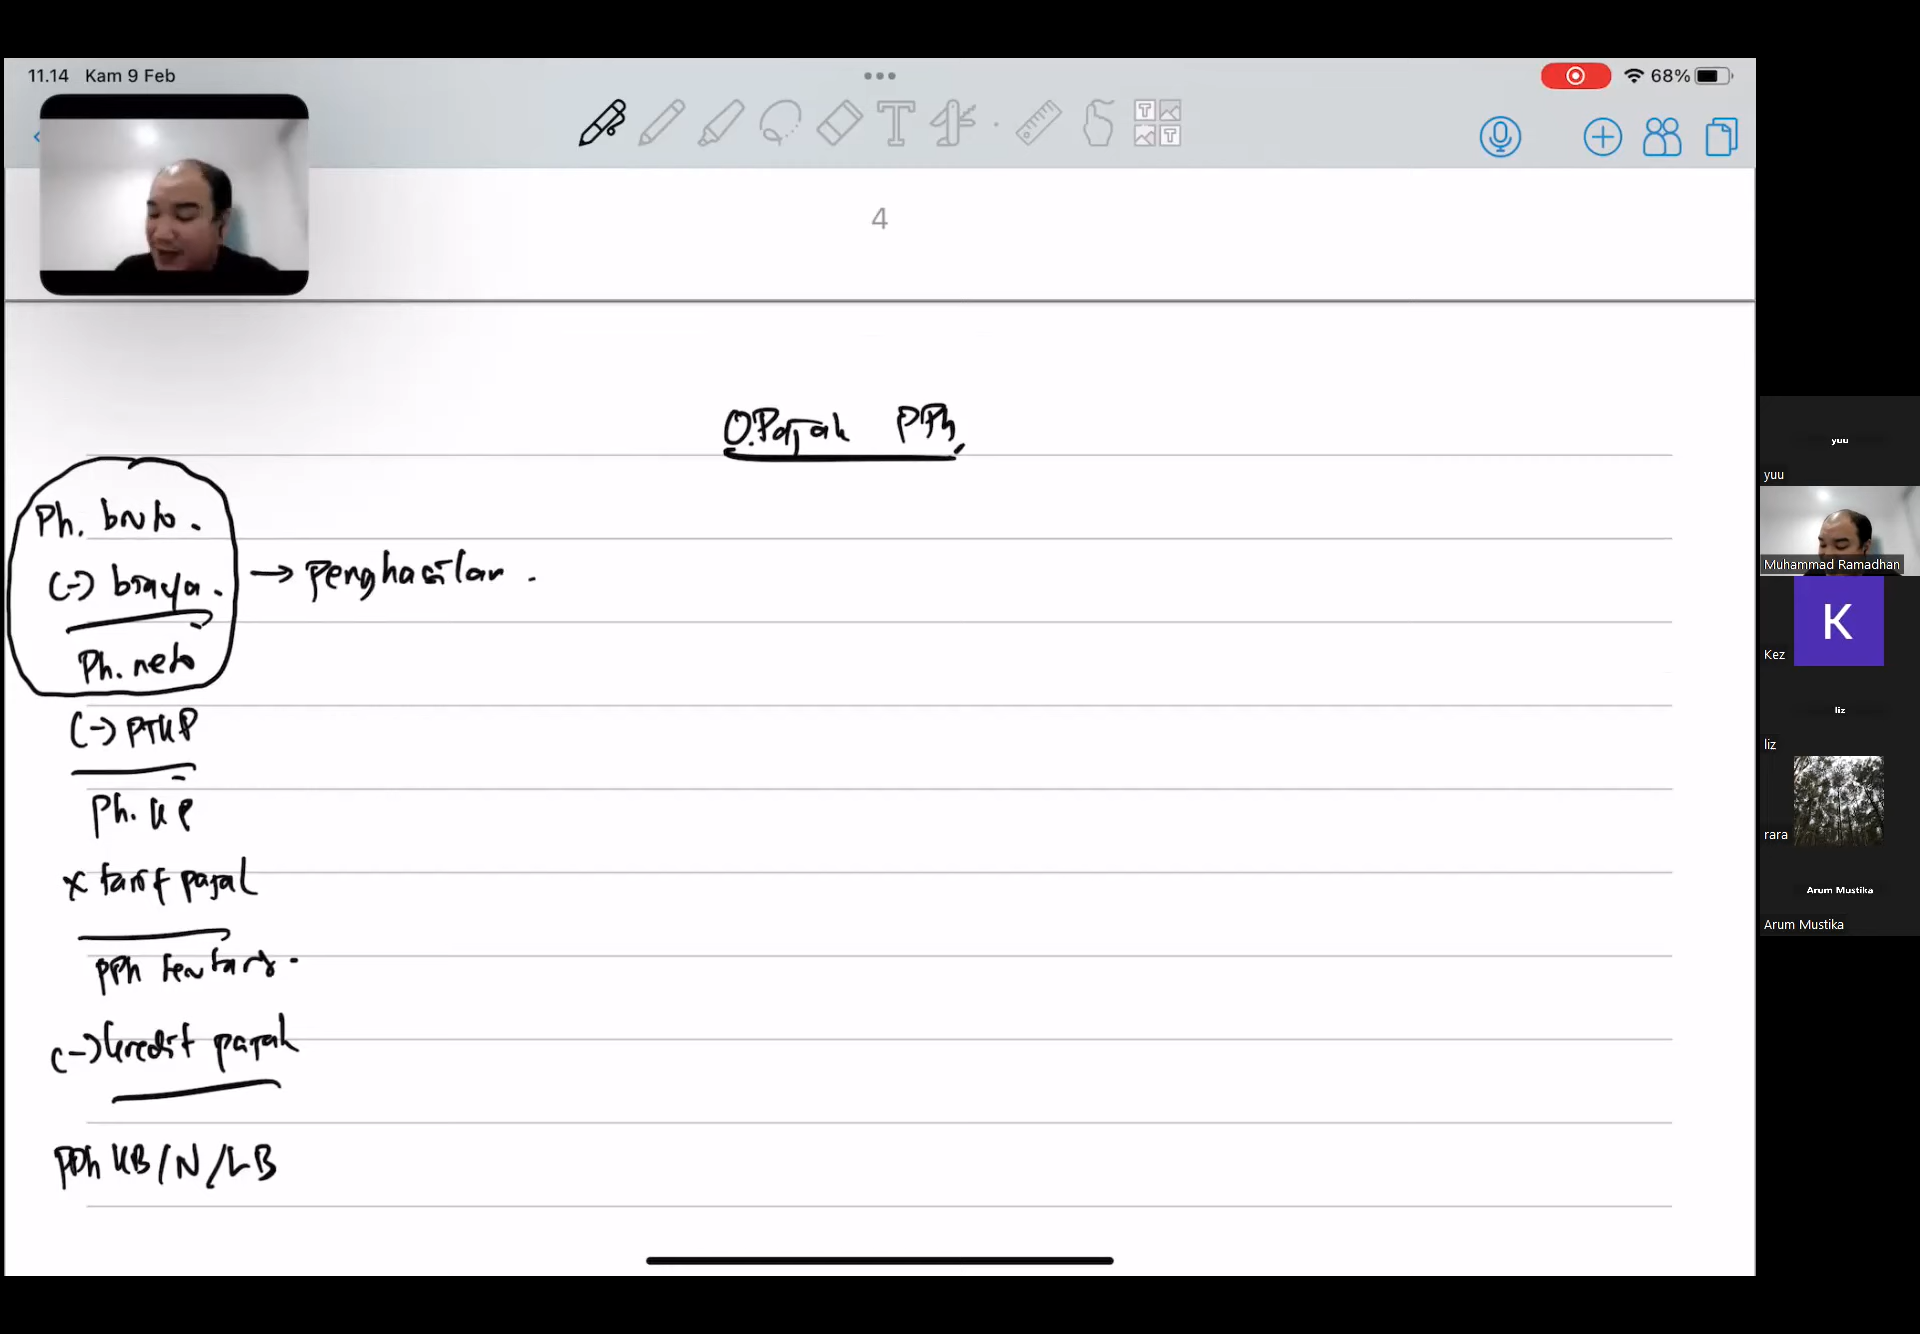 11.14 Kam 9 Feb
68%
4
O.Pajak PPh
Ph. bruto.
(-) biaya. → penghasilan.
Ph. neto
(-) PTKP
Ph. KP
x tarif pajak
PPh terutang.
(-) kredit pajak
PPh KB/N/LB
yuu
yuu
Muhammad Ramadhan
K
Kez
liz
liz
rara
Arum Mustika
Arum Mustika